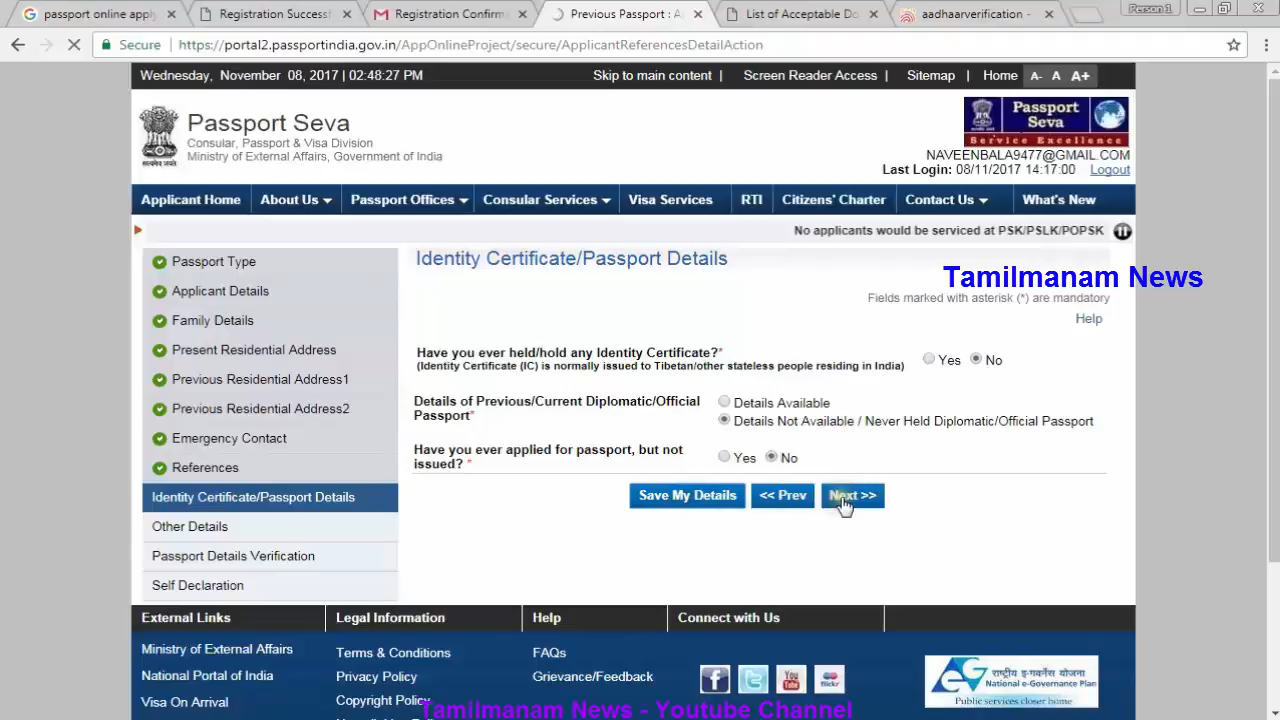 passport online apply
Registration Successf
Registration Confirma
Previous Passport : A
List of Acceptable Do
aadhaarverification -
Person 1
Secure
https://portal2.passportindia.gov.in/AppOnlineProject/secure/ApplicantReferencesDetailAction
Wednesday, November 08, 2017 | 02:48:27 PM
Skip to main content | Screen Reader Access | Sitemap | Home A- A A+
Passport Seva
Consular, Passport & Visa Division
Ministry of External Affairs, Government of India
सत्यमेव जयते
Passport
Seva
Service Excellence
NAVEENBALA9477@GMAIL.COM
Last Login: 08/11/2017 14:17:00 Logout
Applicant Home About Us Passport Offices Consular Services Visa Services RTI Citizens' Charter Contact Us What's New
No applicants would be serviced at PSK/PSLK/POPSK
Passport Type
Applicant Details
Family Details
Present Residential Address
Previous Residential Address1
Previous Residential Address2
Emergency Contact
References
Identity Certificate/Passport Details
Other Details
Passport Details Verification
Self Declaration
Identity Certificate/Passport Details
Tamilmanam News
Fields marked with asterisk (*) are mandatory
Help
Have you ever held/hold any Identity Certificate?* Yes No
(Identity Certificate (IC) is normally issued to Tibetan/other stateless people residing in India)
Details of Previous/Current Diplomatic/Official
Passport*
Details Available
Details Not Available / Never Held Diplomatic/Official Passport
Have you ever applied for passport, but not
issued? *
Yes No
Save My Details << Prev Next >>
External Links
Ministry of External Affairs
National Portal of India
Visa On Arrival
Legal Information
Terms & Conditions
Privacy Policy
Copyright Policy
Help
FAQs
Grievance/Feedback
Connect with Us
f
t
You
Tube
flickr
राष्ट्रीय ई-गवर्नेंस योजना
National e-Governance Plan
Public services closer home
Tamilmanam News - Youtube Channel